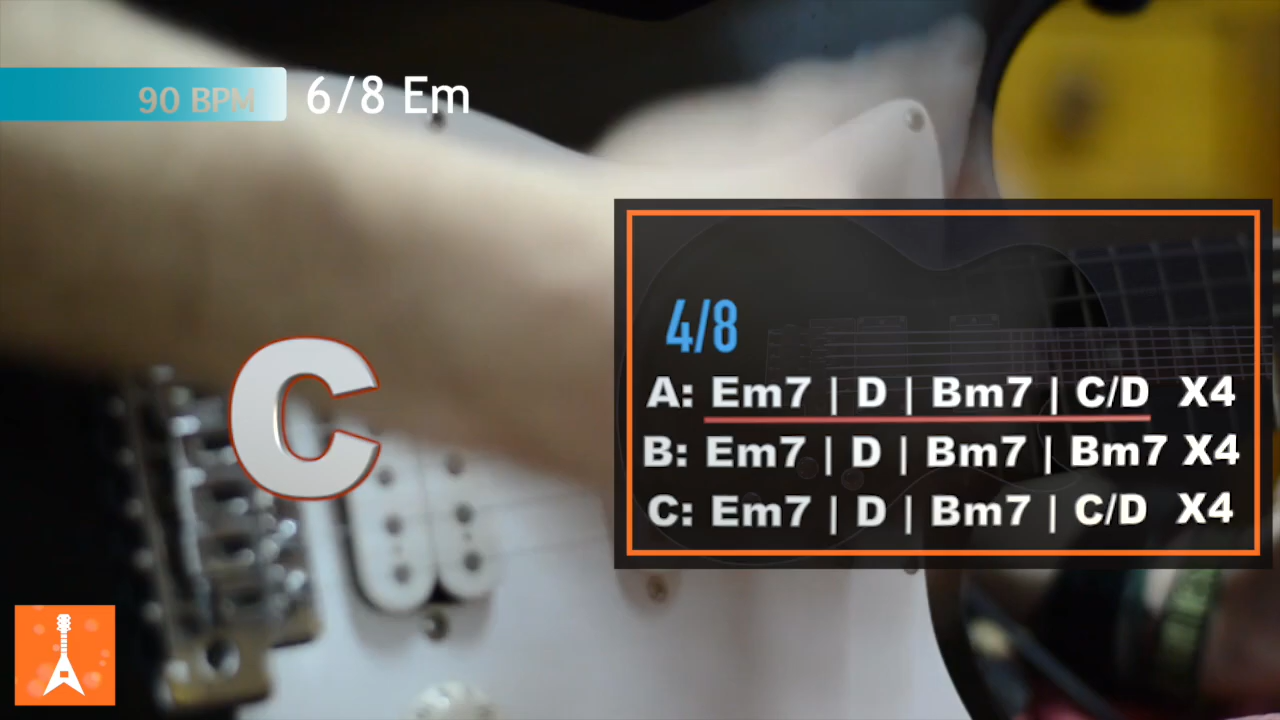 90 BPM 6/8 Em
4/8
A: Em7 | D | Bm7 | C/D X4
B: Em7 | D | Bm7 | Bm7 X4
C: Em7 | D | Bm7 | C/D X4
C